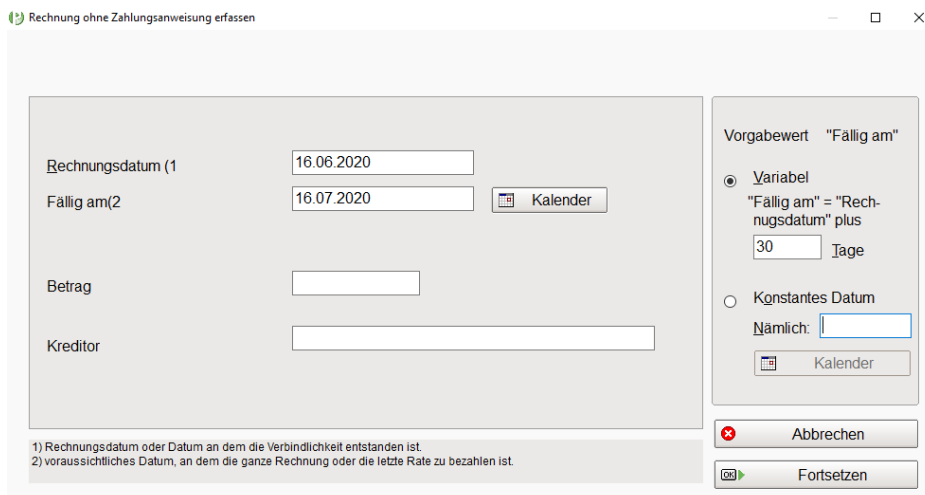 Rechnung ohne Zahlungsanweisung erfassen
Rechnungsdatum (1
16.06.2020
Fällig am(2
16.07.2020
Kalender
Betrag
Kreditor
Vorgabewert "Fällig am"
Variabel
"Fällig am" = "Rech-
nugsdatum" plus
30
Tage
Konstantes Datum
Nämlich:
Kalender
1) Rechnungsdatum oder Datum an dem die Verbindlichkeit entstanden ist.
2) voraussichtliches Datum, an dem die ganze Rechnung oder die letzte Rate zu bezahlen ist.
Abbrechen
OK
Fortsetzen